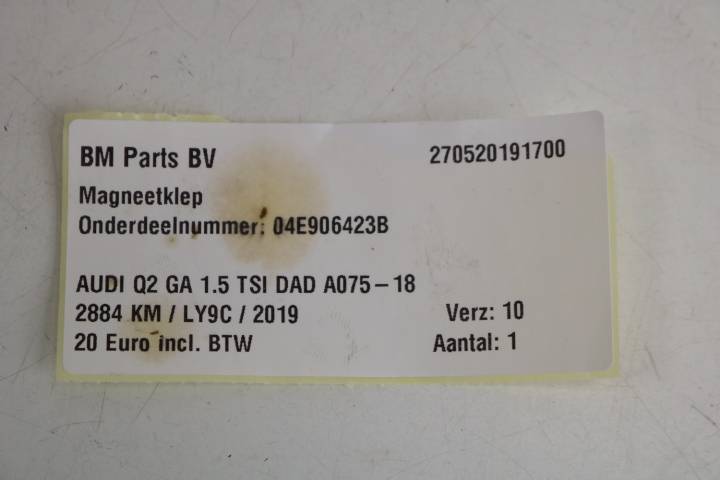 BM Parts BV 270520191700
Magneetklep
Onderdeelnummer: 04E906423B
AUDI Q2 GA 1.5 TSI DAD A075-18
2884 KM / LY9C / 2019 Verz: 10
20 Euro incl. BTW Aantal: 1